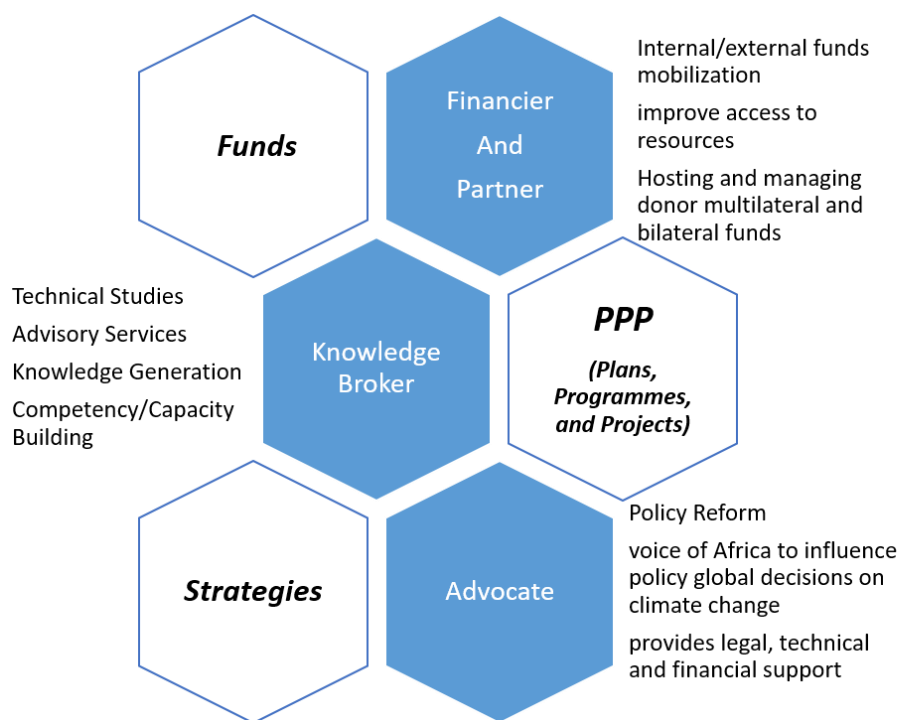 Funds
Financier
And
Partner
Internal/external funds
mobilization
improve access to
resources
Hosting and managing
donor multilateral and
bilateral funds
Technical Studies
Advisory Services
Knowledge Generation
Competency/Capacity
Building
Knowledge
Broker
PPP
(Plans,
Programmes,
and Projects)
Strategies
Advocate
Policy Reform
voice of Africa to influence
policy global decisions on
climate change
provides legal, technical
and financial support